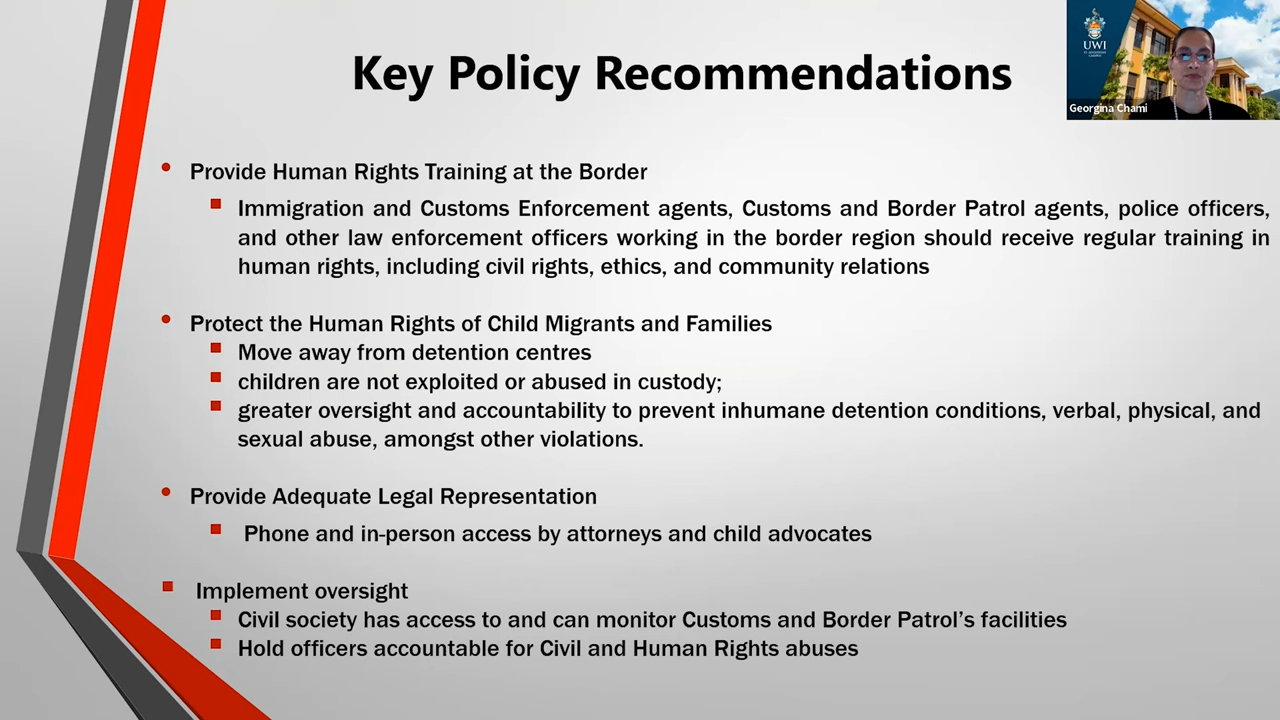 Key Policy Recommendations
UWI
Georgina Chami
Provide Human Rights Training at the Border
Immigration and Customs Enforcement agents, Customs and Border Patrol agents, police officers,
and other law enforcement officers working in the border region should receive regular training in
human rights, including civil rights, ethics, and community relations
Protect the Human Rights of Child Migrants and Families
Move away from detention centres
children are not exploited or abused in custody;
greater oversight and accountability to prevent inhumane detention conditions, verbal, physical, and
sexual abuse, amongst other violations.
Provide Adequate Legal Representation
Phone and in-person access by attorneys and child advocates
Implement oversight
Civil society has access to and can monitor Customs and Border Patrol’s facilities
Hold officers accountable for Civil and Human Rights abuses